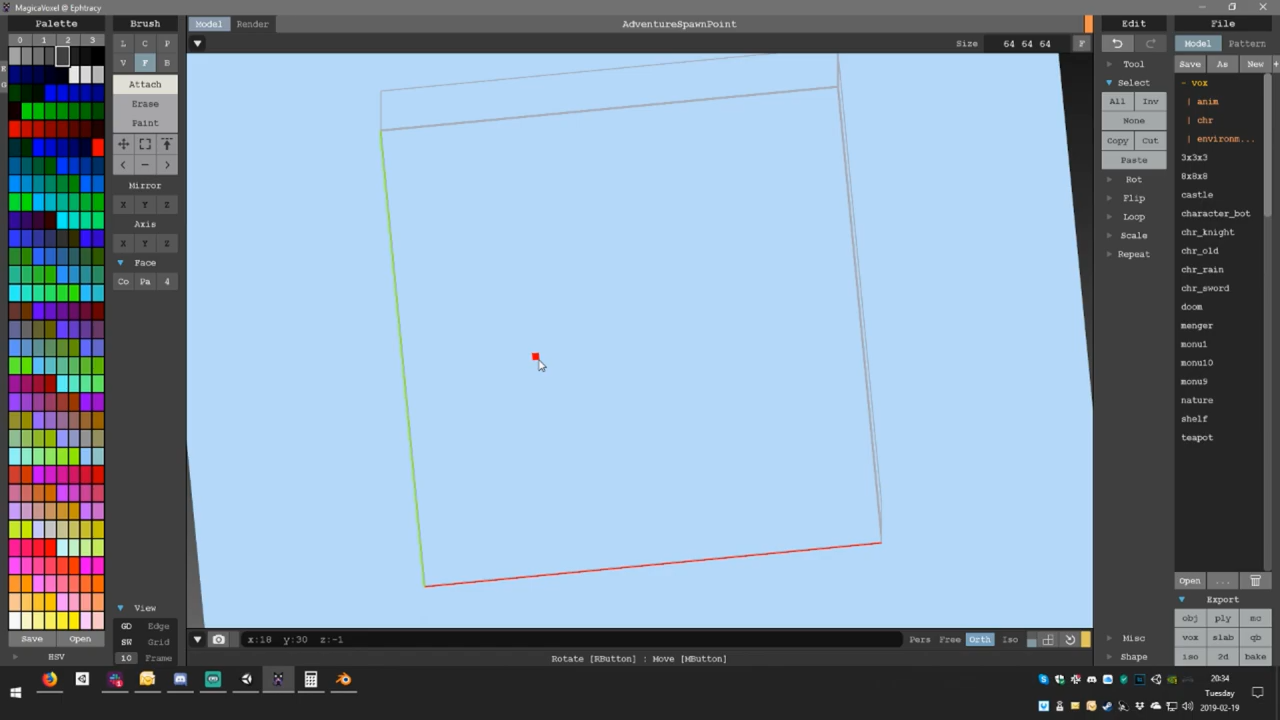 MagicaVoxel @ Ephtracy
Palette
Brush
Model
Render
AdventureSpawnPoint
Edit
File
0 1 2 3
L C P
Size 64 64 64 F
Model Pattern
V F B
Tool
Save As New +
Attach
Select
vox
Erase
All Inv
| anim
Paint
None
| chr
Copy Cut
| environm...
Paste
3x3x3
Mirror
Rot
8x8x8
X Y Z
Flip
castle
Axis
Loop
character_bot
X Y Z
Scale
chr_knight
Face
Repeat
chr_old
Co Pa 4
chr_rain
chr_sword
doom
menger
monu1
monu10
monu9
nature
shelf
teapot
Open ...
View
Export
GD Edge
obj ply mc
Save Open
SW Grid
x:18 y:30 z:-1
Pers Free Orth Iso
Misc
vox slab qb
HSV
10 Frame
Rotate [RButton] : Move [MButton]
Shape
iso 2d bake
20:34
Tuesday
2019-02-19